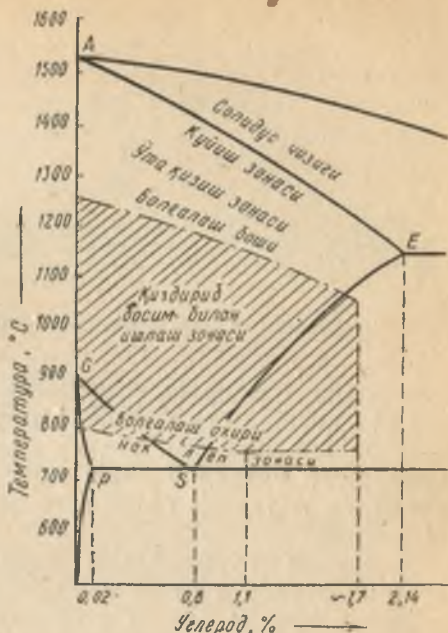 1600
1500
1400
1300
1200
1100
1000
900
800
700
600
Температура, °C
A
E
G
P
S
Солидус чизиғи
Куйиш зонаси
Ўта қизиш зонаси
Болғалаш боши
Қиздириб
босим билан
ишлаш зонаси
Болғалаш охири
зонаси
0,02
0,8
1,1
~1,7
2,14
Углерод, %